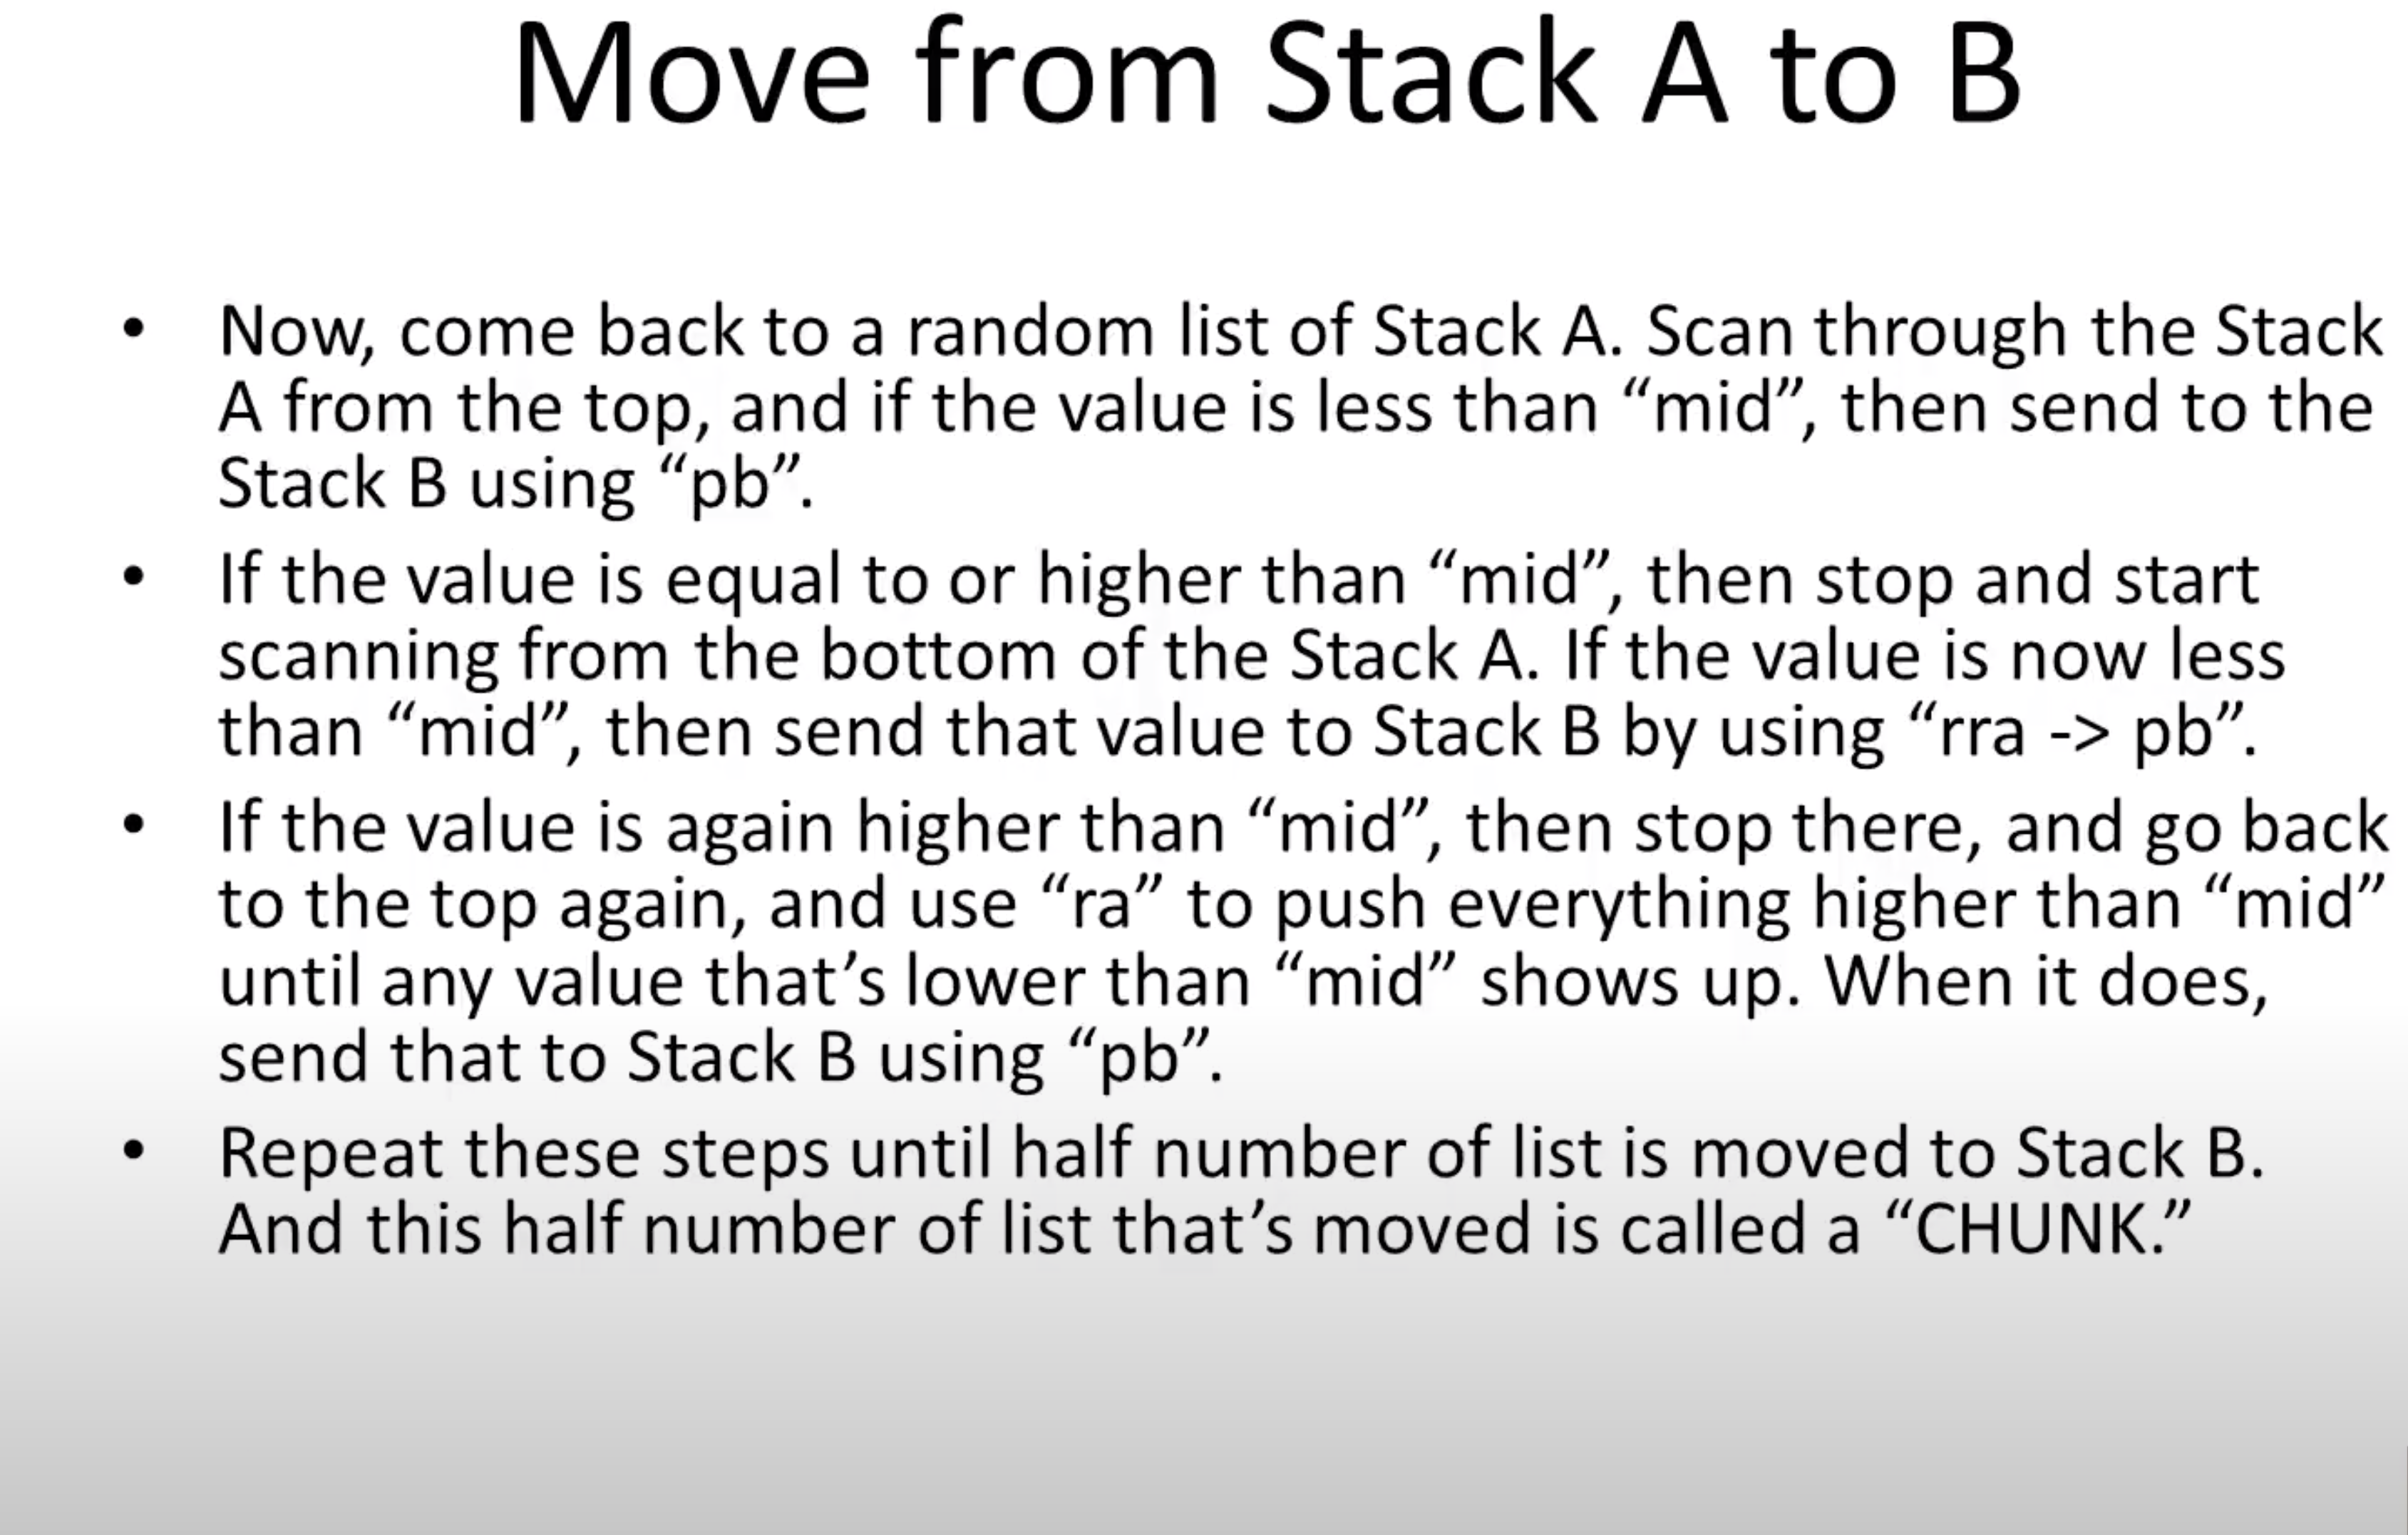 Move from Stack A to B
• Now, come back to a random list of Stack A. Scan through the Stack
A from the top, and if the value is less than “mid”, then send to the
Stack B using “pb”.
• If the value is equal to or higher than “mid”, then stop and start
scanning from the bottom of the Stack A. If the value is now less
than “mid”, then send that value to Stack B by using “rra -> pb”.
• If the value is again higher than “mid”, then stop there, and go back
to the top again, and use “ra” to push everything higher than “mid”
until any value that’s lower than “mid” shows up. When it does,
send that to Stack B using “pb”.
• Repeat these steps until half number of list is moved to Stack B.
And this half number of list that’s moved is called a “CHUNK.”